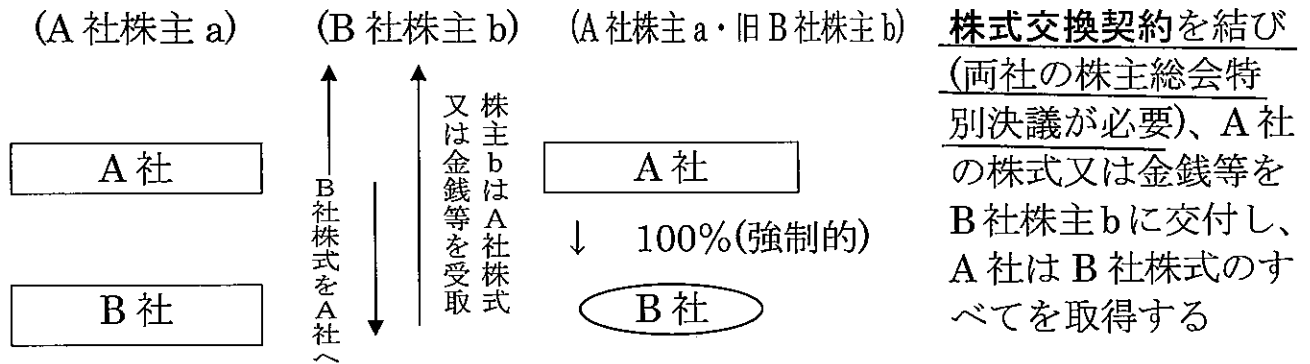 (A社株主a)
(B社株主b)
(A社株主a・旧B社株主b)
A社
B社
B社株式をA社へ
株主bはA社株式
又は金銭等を受取
A社
↓ 100%(強制的)
B社
株式交換契約を結び
(両社の株主総会特
別決議が必要)、A社
の株式又は金銭等を
B社株主bに交付し、
A社はB社株式のす
べてを取得する